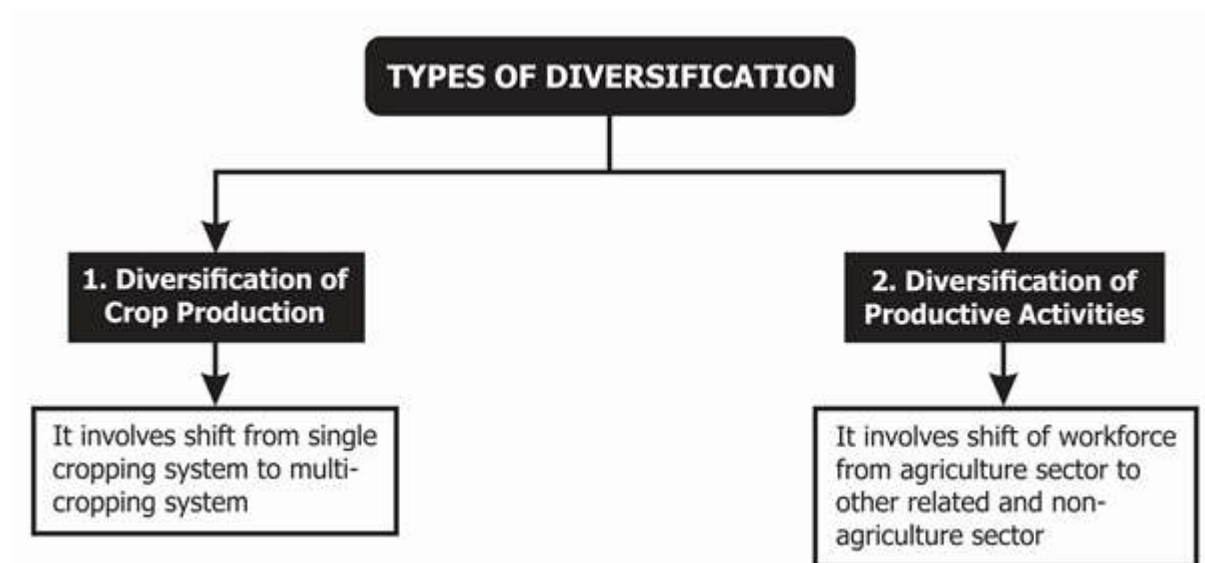 TYPES OF DIVERSIFICATION
1. Diversification of
Crop Production
It involves shift from single
cropping system to multi-
cropping system
2. Diversification of
Productive Activities
It involves shift of workforce
from agriculture sector to
other related and non-
agriculture sector